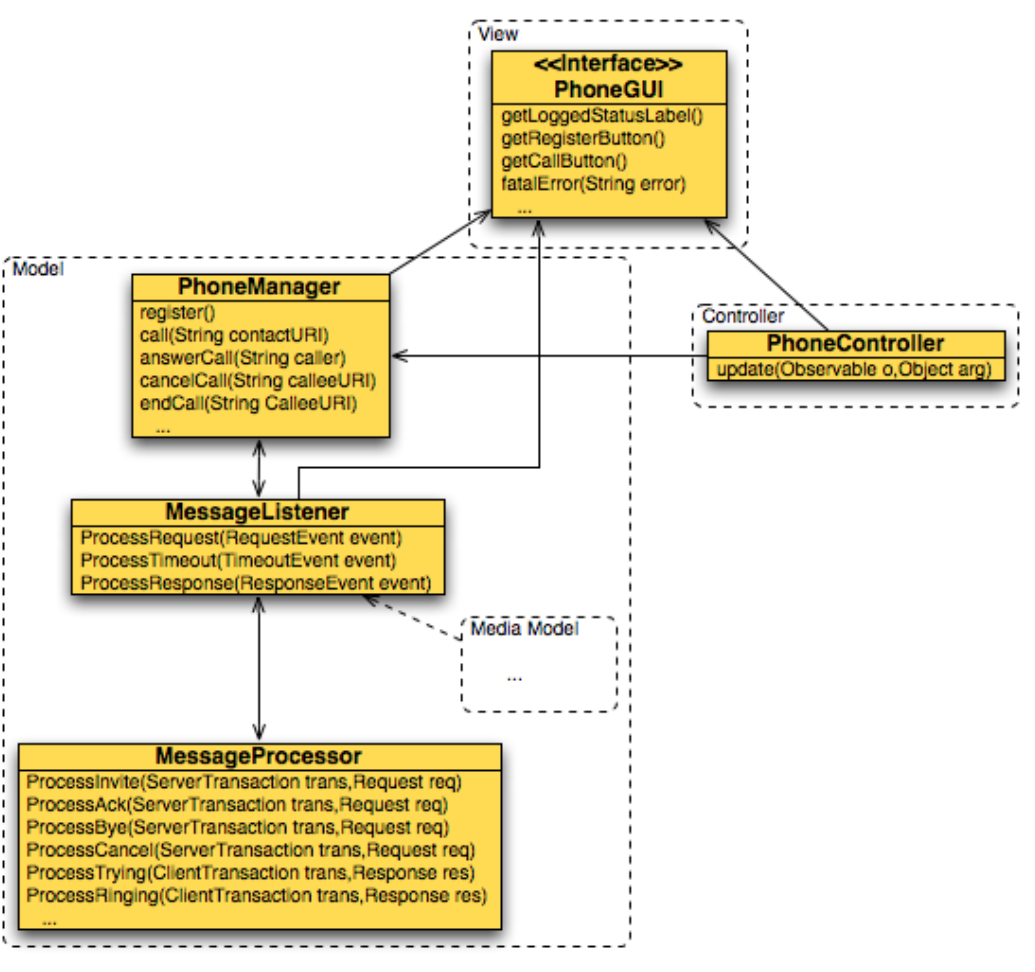 View
<<Interface>>
PhoneGUI
getLoggedStatusLabel()
getRegisterButton()
getCallButton()
fatalError(String error)
...
Model
PhoneManager
register()
call(String contactURI)
answerCall(String caller)
cancelCall(String calleeURI)
endCall(String CalleeURI)
...
Controller
PhoneController
update(Observable o,Object arg)
MessageListener
ProcessRequest(RequestEvent event)
ProcessTimeout(TimeoutEvent event)
ProcessResponse(ResponseEvent event)
Media Model
...
MessageProcessor
ProcessInvite(ServerTransaction trans,Request req)
ProcessAck(ServerTransaction trans,Request req)
ProcessBye(ServerTransaction trans,Request req)
ProcessCancel(ServerTransaction trans,Request req)
ProcessTrying(ClientTransaction trans,Response res)
ProcessRinging(ClientTransaction trans,Response res)
...